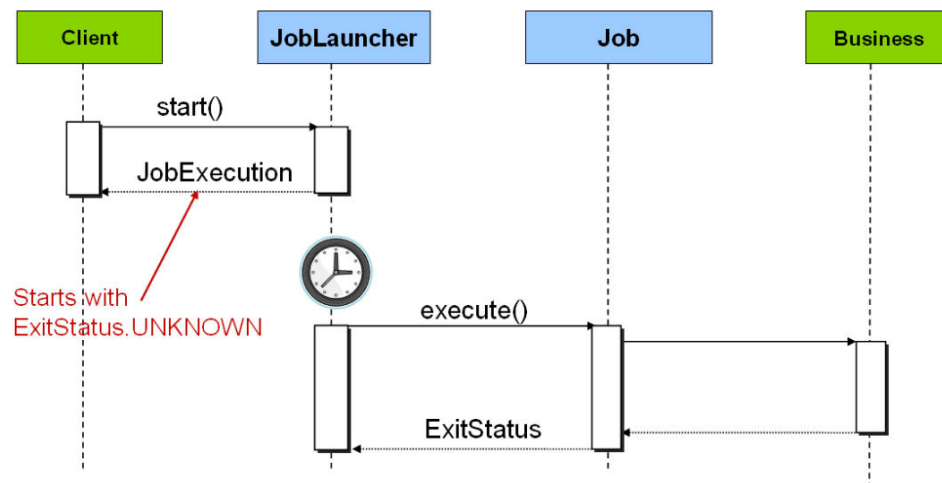 Client
JobLauncher
Job
Business
start()
JobExecution
Starts with
ExitStatus.UNKNOWN
execute()
ExitStatus